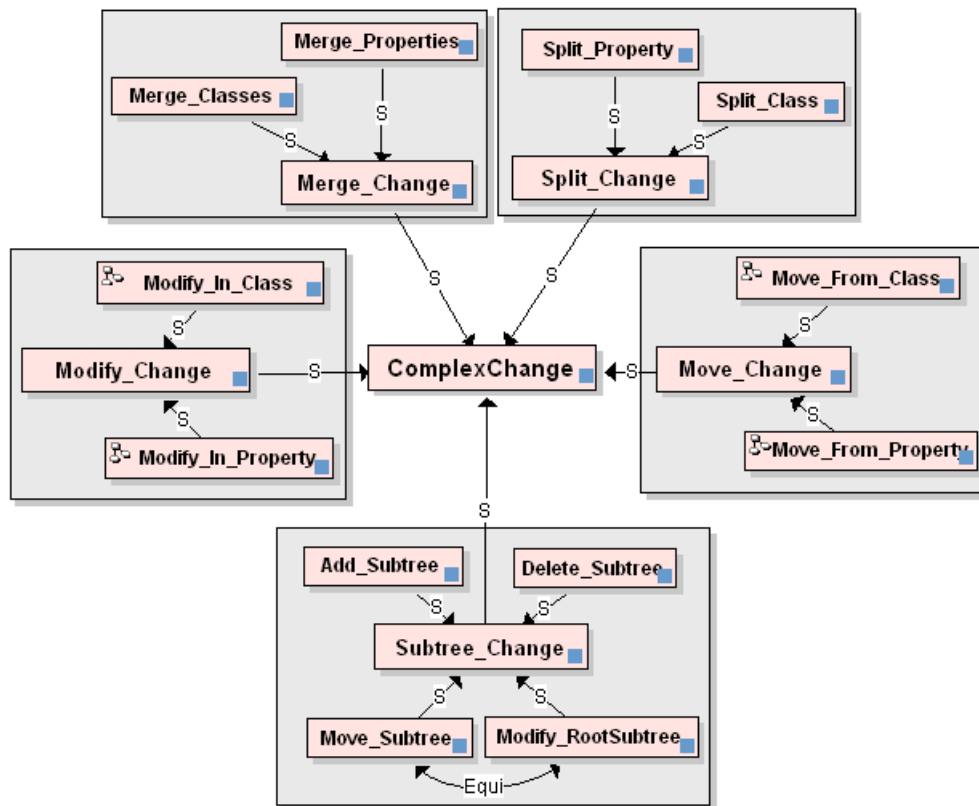 Merge_Properties
Merge_Classes
S
S
Merge_Change
Split_Property
Split_Class
S
S
Split_Change
S
S
Modify_In_Class
S
Modify_Change
S
S
Modify_In_Property
ComplexChange
Move_From_Class
S
S
Move_Change
S
Move_From_Property
S
Add_Subtree
Delete_Subtree
S
S
Subtree_Change
S
S
Move_Subtree
Modify_RootSubtree
Equi